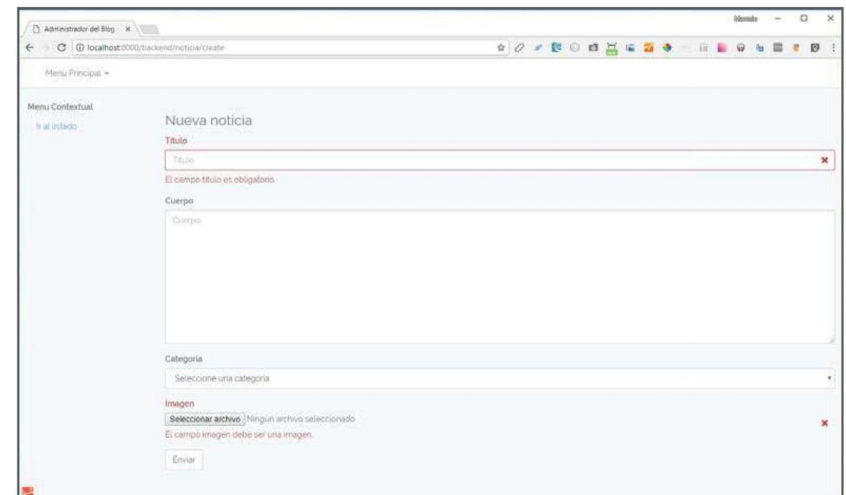 Administrador del Blog
localhost:8000/backend/noticia/create
Menu Principal
Menu Contextual
Ir al listado
Nueva noticia
Titulo
Titulo
El campo titulo es obligatorio.
Cuerpo
Cuerpo
Categoria
Seleccione una categoria
Imagen
Seleccionar archivo Ningún archivo seleccionado
El campo imagen debe ser una imagen.
Enviar